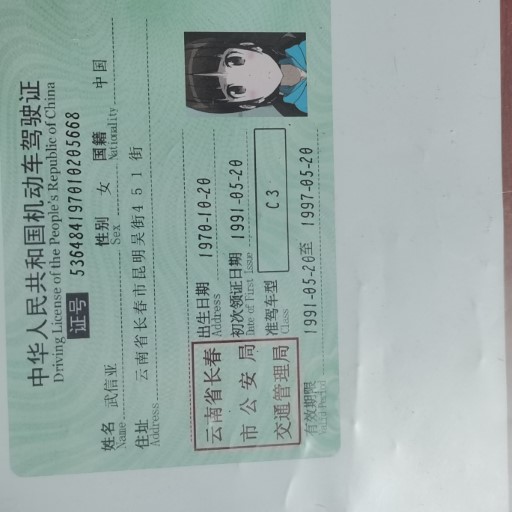 中华人民共和国机动车驾驶证
Driving License of the People's Republic of China
证号 536484197010205668
姓名 武信亚 性别 女 国籍 中国
Name Sex Nationality
住址 云南省长春市昆明吴街451街
Address
出生日期 1970-10-20
Address
初次领证日期 1991-05-20
Date of First Issue
准驾车型 C3
Class
有效期限 1991-05-20至 1997-05-20
Valid Period
云南省长春
市公安局
交通管理局